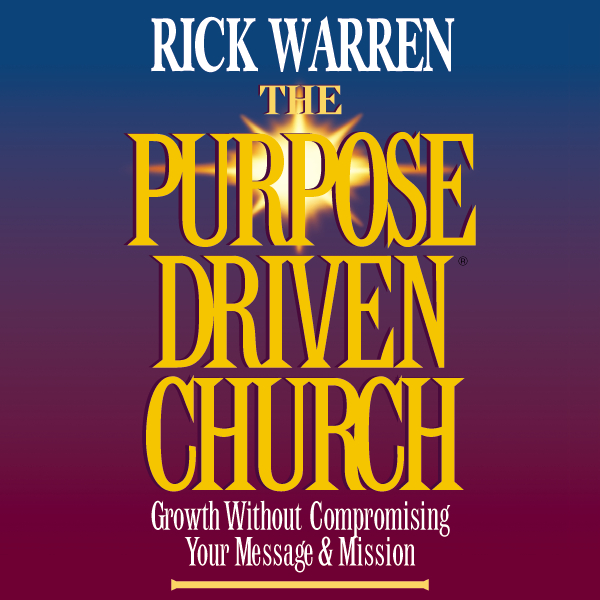 RICK WARREN
THE
PURPOSE
DRIVEN®
CHURCH
Growth Without Compromising
Your Message & Mission